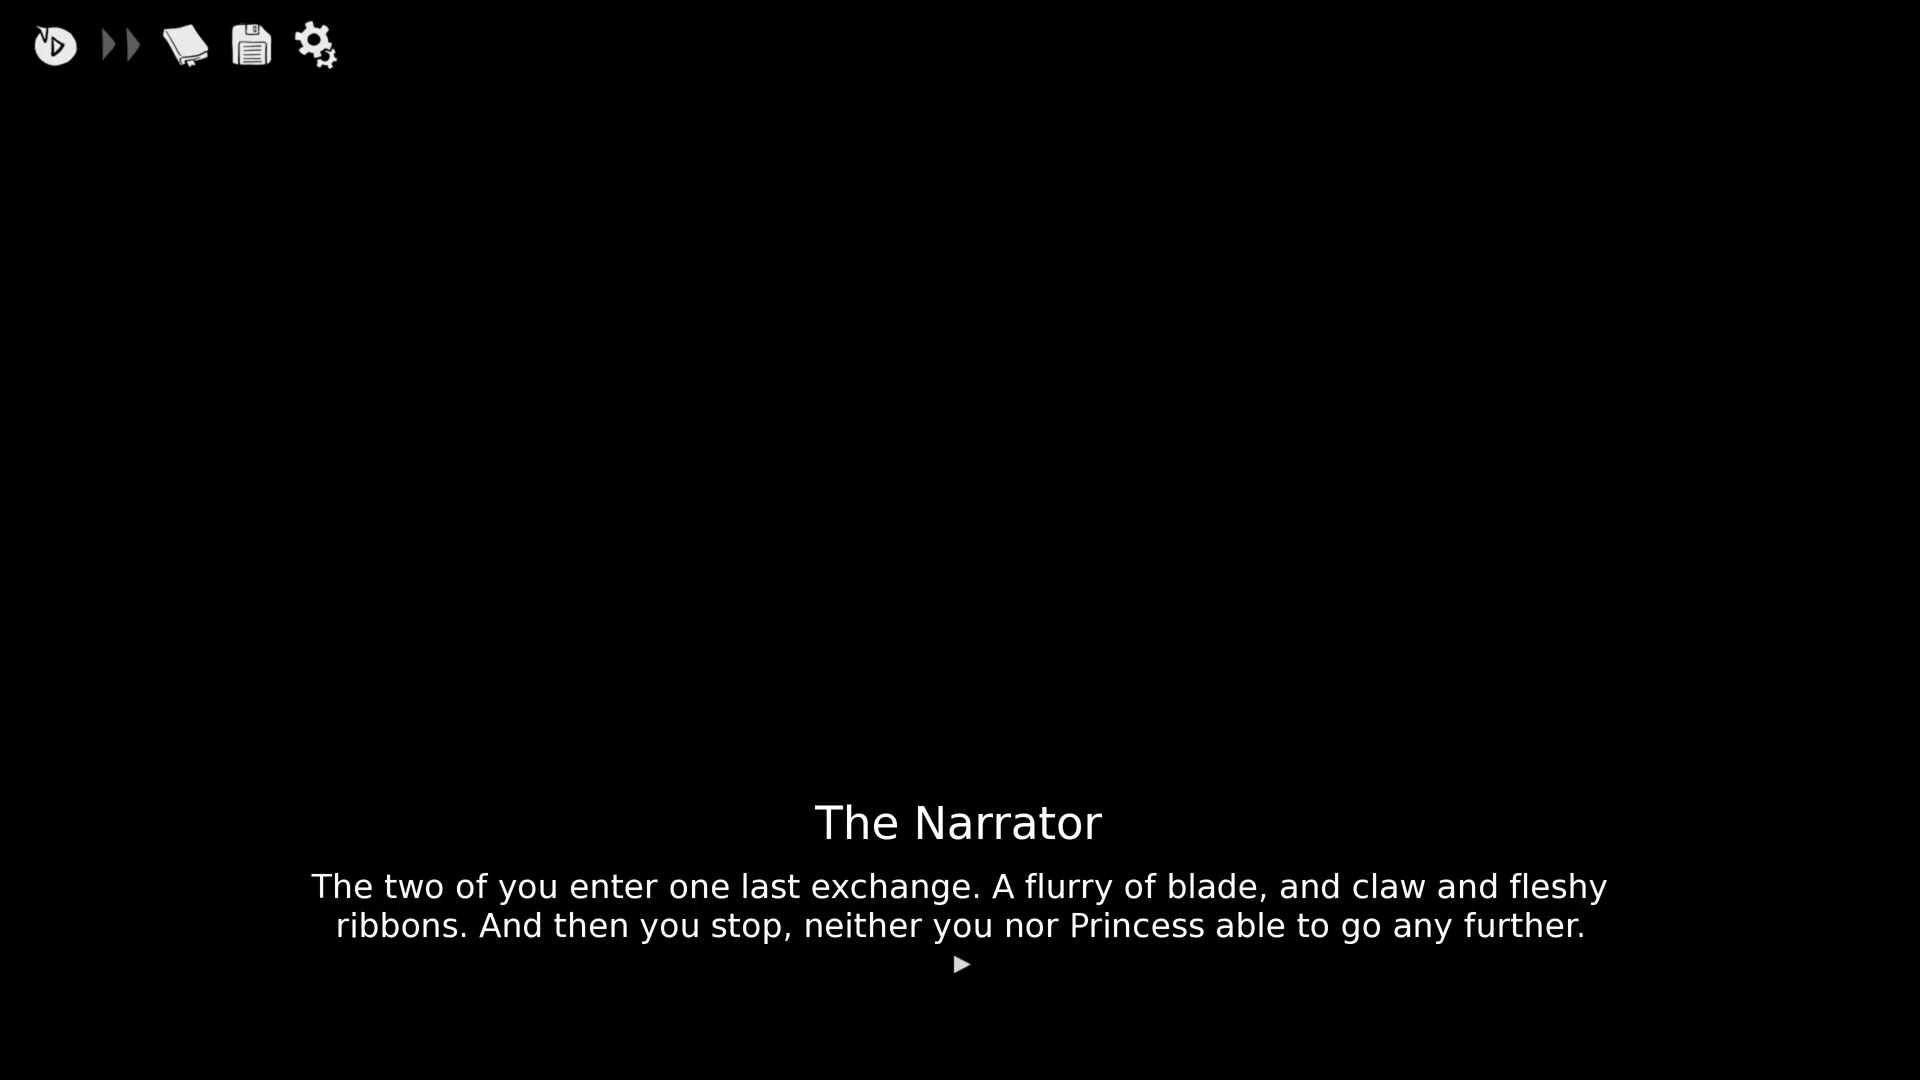 The Narrator
The two of you enter one last exchange. A flurry of blade, and claw and fleshy
ribbons. And then you stop, neither you nor Princess able to go any further.